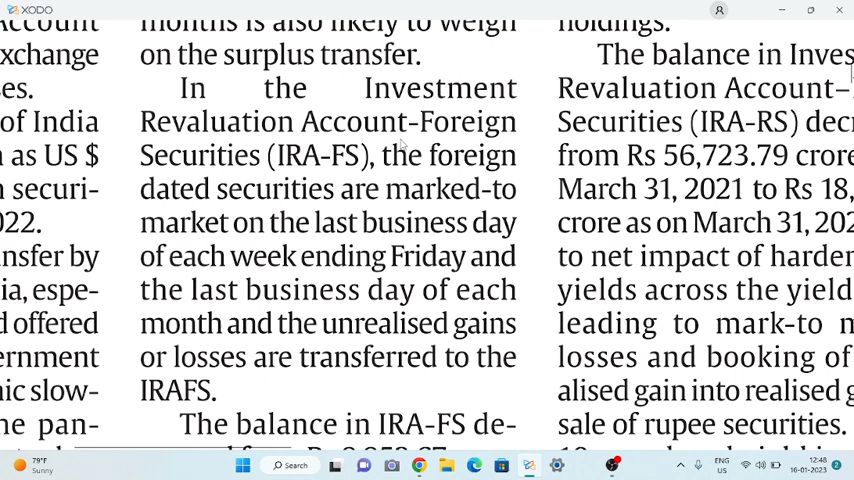 XODO
Account
xchange
es.
of India
as US $
securi-
022.
nsfer by
ia, espe-
d offered
ernment
ic slow-
ne pan-
months is also likely to weigh
on the surplus transfer.
In the Investment
Revaluation Account-Foreign
Securities (IRA-FS), the foreign
dated securities are marked-to
market on the last business day
of each week ending Friday and
the last business day of each
month and the unrealised gains
or losses are transferred to the
IRAFS.
The balance in IRA-FS de-
holdings.
The balance in Inves
Revaluation Account–
Securities (IRA-RS) decr
from Rs 56,723.79 crore
March 31, 2021 to Rs 18,
crore as on March 31, 202
to net impact of harden
yields across the yield
leading to mark-to m
losses and booking of
alised gain into realised g
sale of rupee securities.
79°F
Sunny
Search
ENG
US
12:48
16-01-2023
2